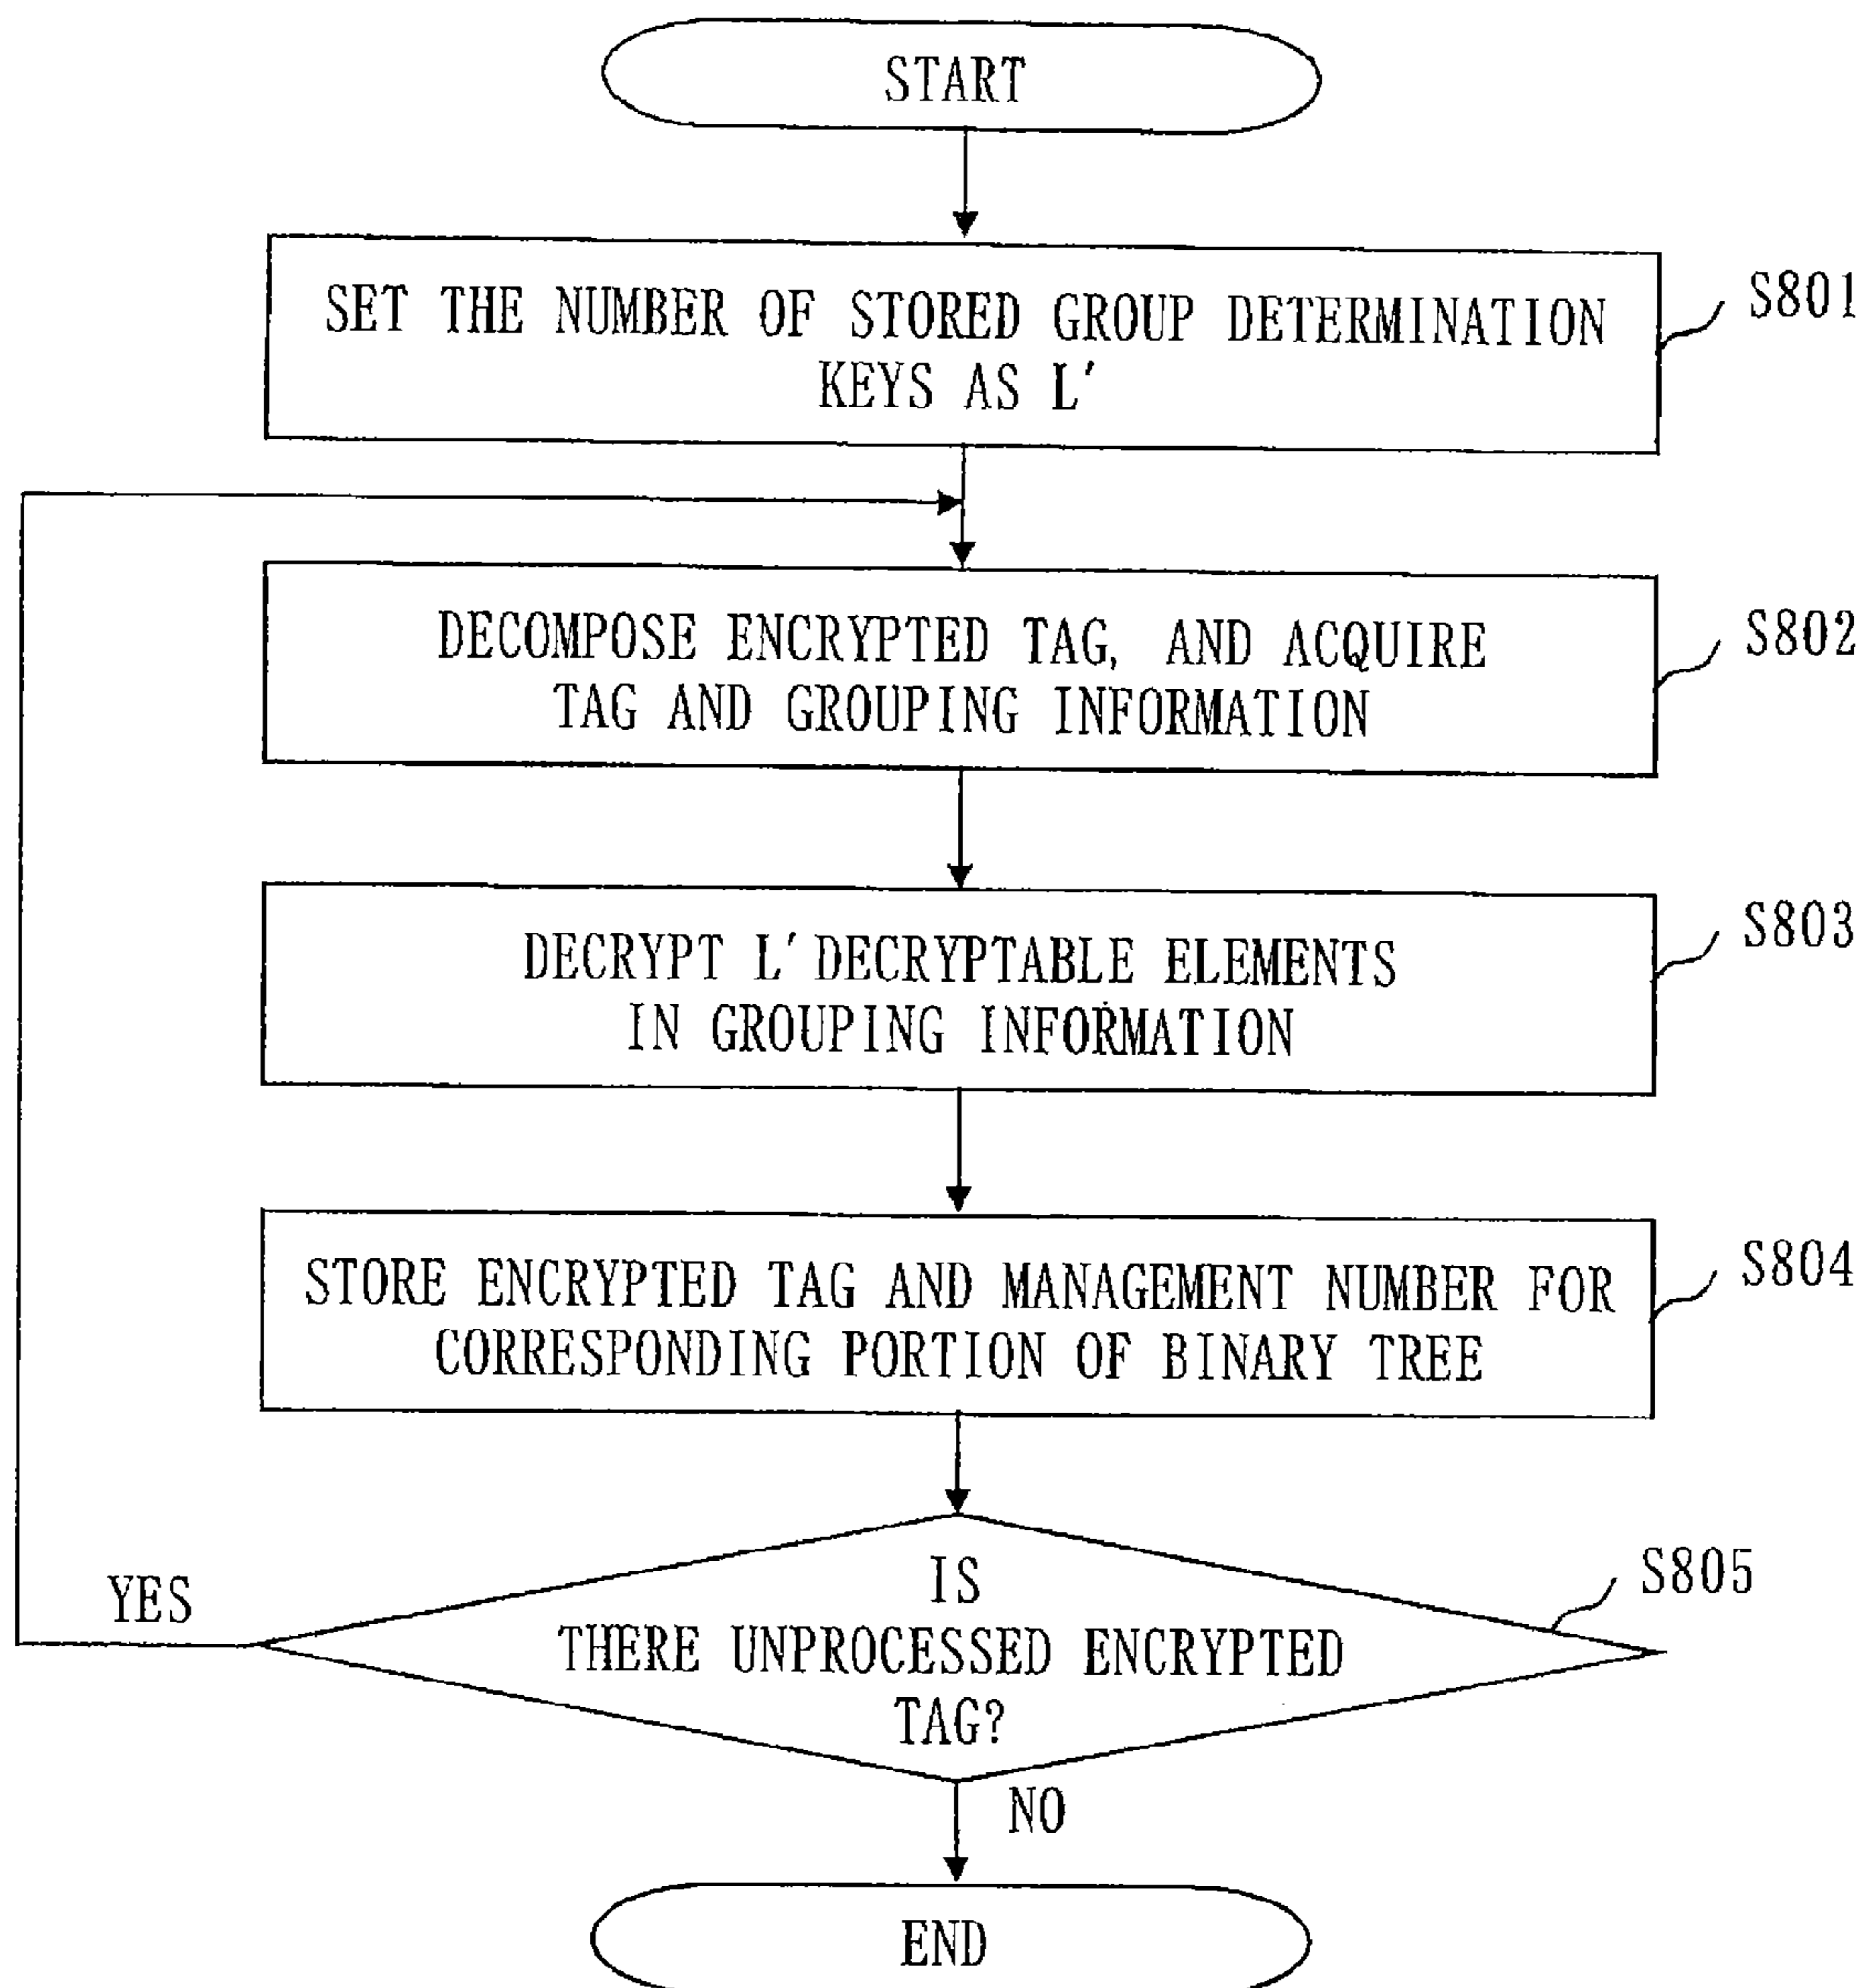 START
SET THE NUMBER OF STORED GROUP DETERMINATION
KEYS AS L'
S801
DECOMPOSE ENCRYPTED TAG, AND ACQUIRE
TAG AND GROUPING INFORMATION
S802
DECRYPT L' DECRYPTABLE ELEMENTS
IN GROUPING INFORMATION
S803
STORE ENCRYPTED TAG AND MANAGEMENT NUMBER FOR
CORRESPONDING PORTION OF BINARY TREE
S804
IS
THERE UNPROCESSED ENCRYPTED
TAG?
S805
YES
NO
END